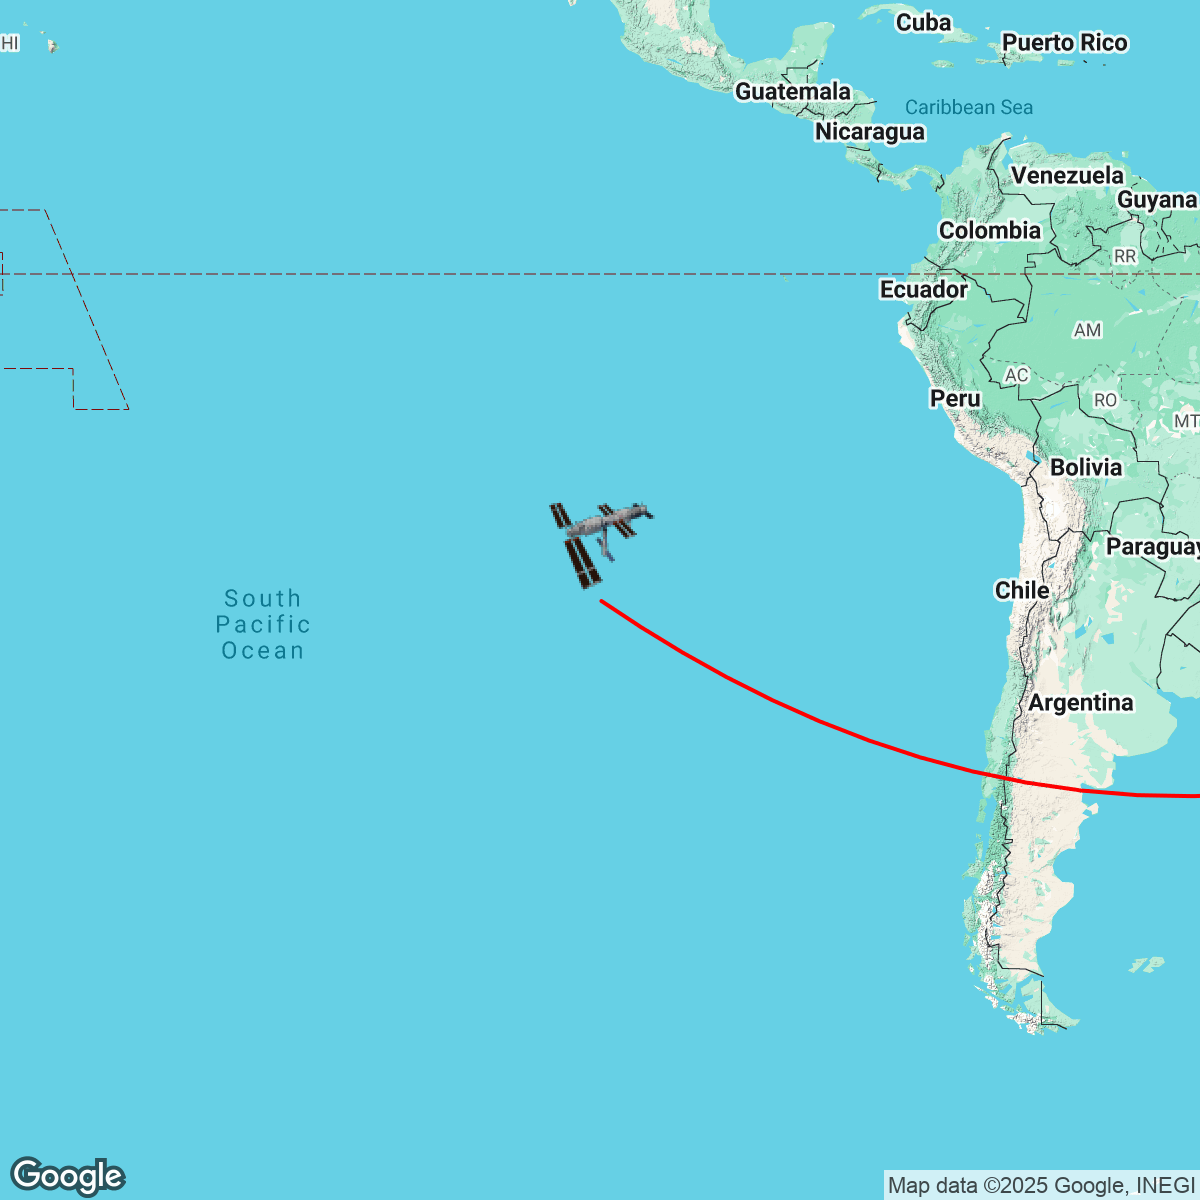 HI
Cuba
Puerto Rico
Guatemala
Caribbean Sea
Nicaragua
Venezuela
Guyana
Colombia
RR
Ecuador
AM
AC
Peru
RO
MT
Bolivia
Paraguay
Chile
South
Pacific
Ocean
Argentina
Google
Map data ©2025 Google, INEGI